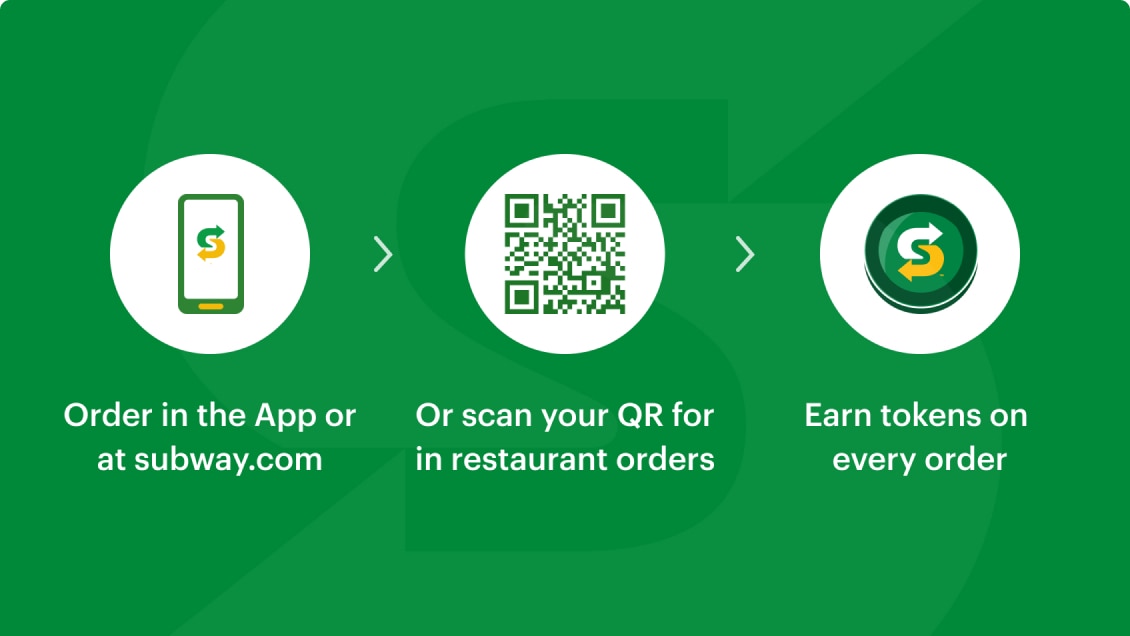 Order in the App or
at subway.com
Or scan your QR for
in restaurant orders
Earn tokens on
every order